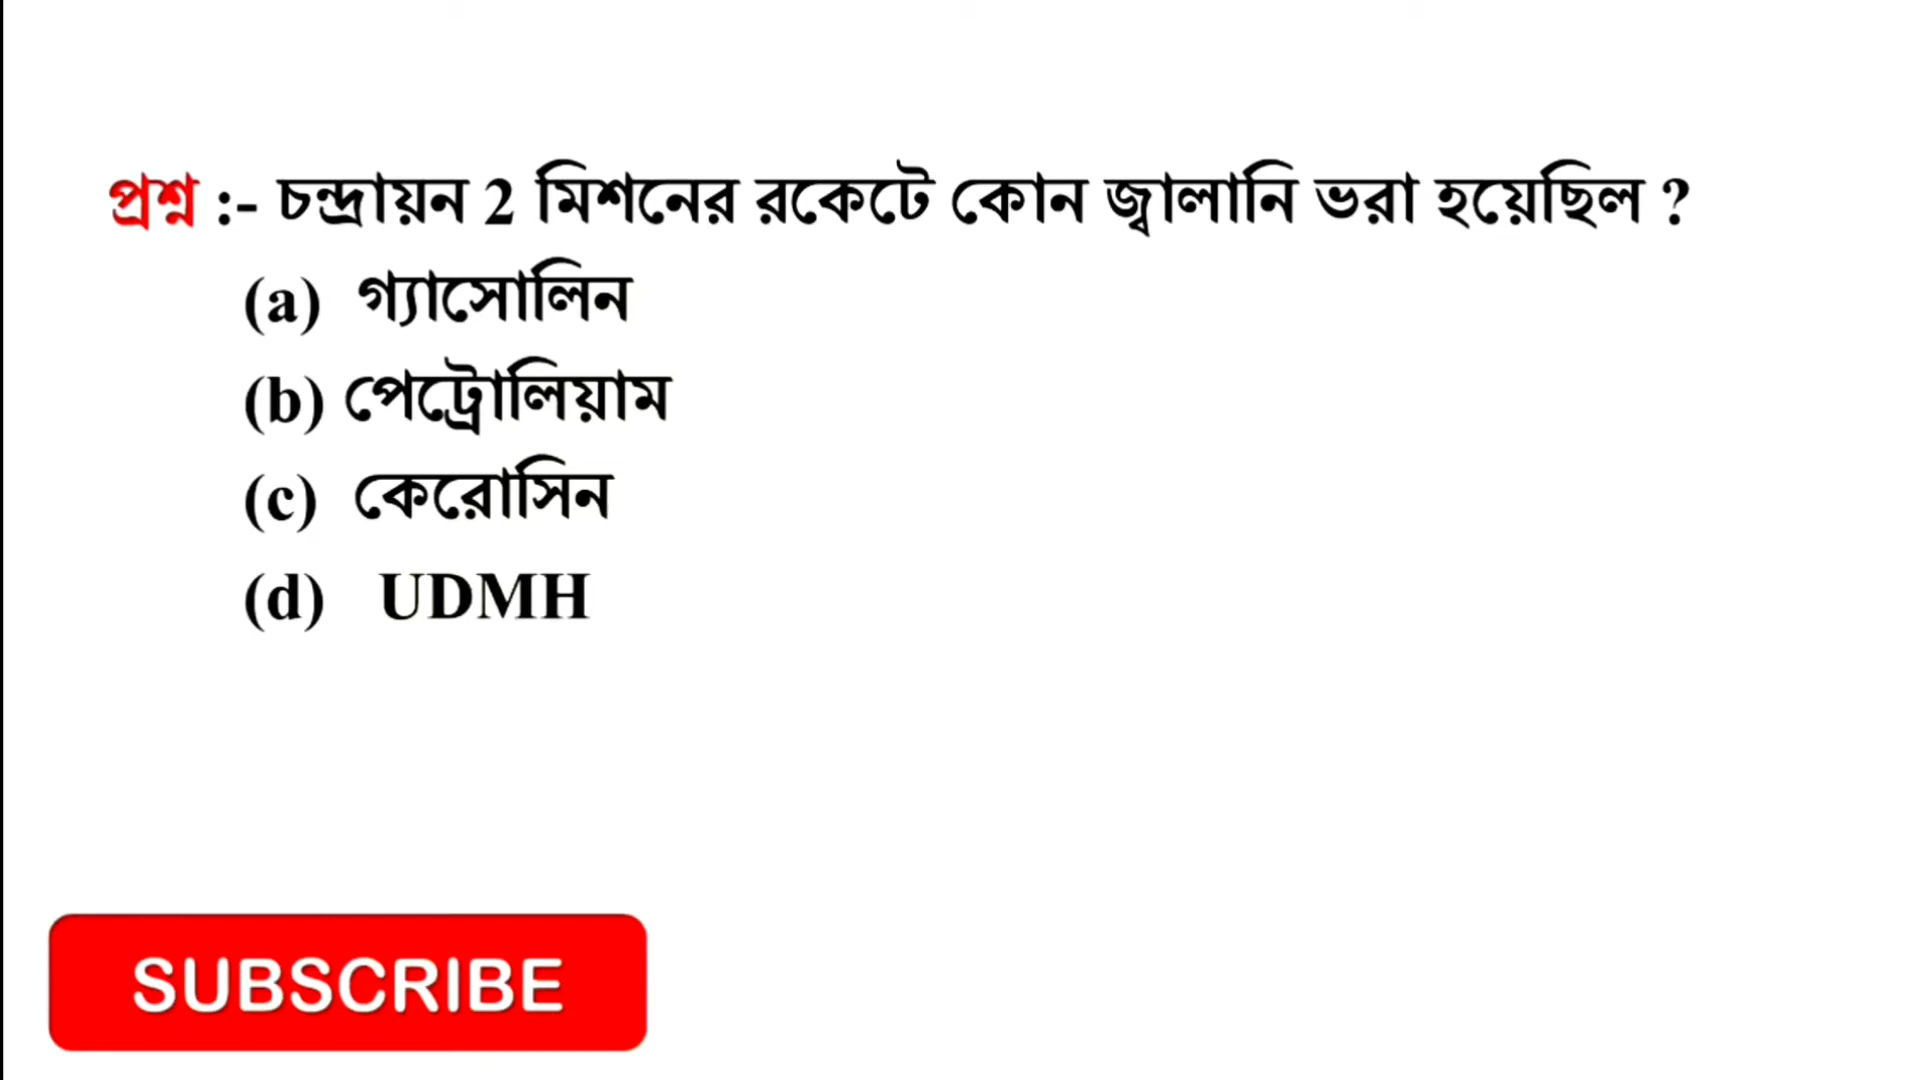 প্রশ্ন :- চন্দ্রায়ন 2 মিশনের রকেটে কোন জ্বালানি ভরা হয়েছিল ?
(a) গ্যাসোলিন
(b) পেট্রোলিয়াম
(c) কেরোসিন
(d) UDMH
SUBSCRIBE